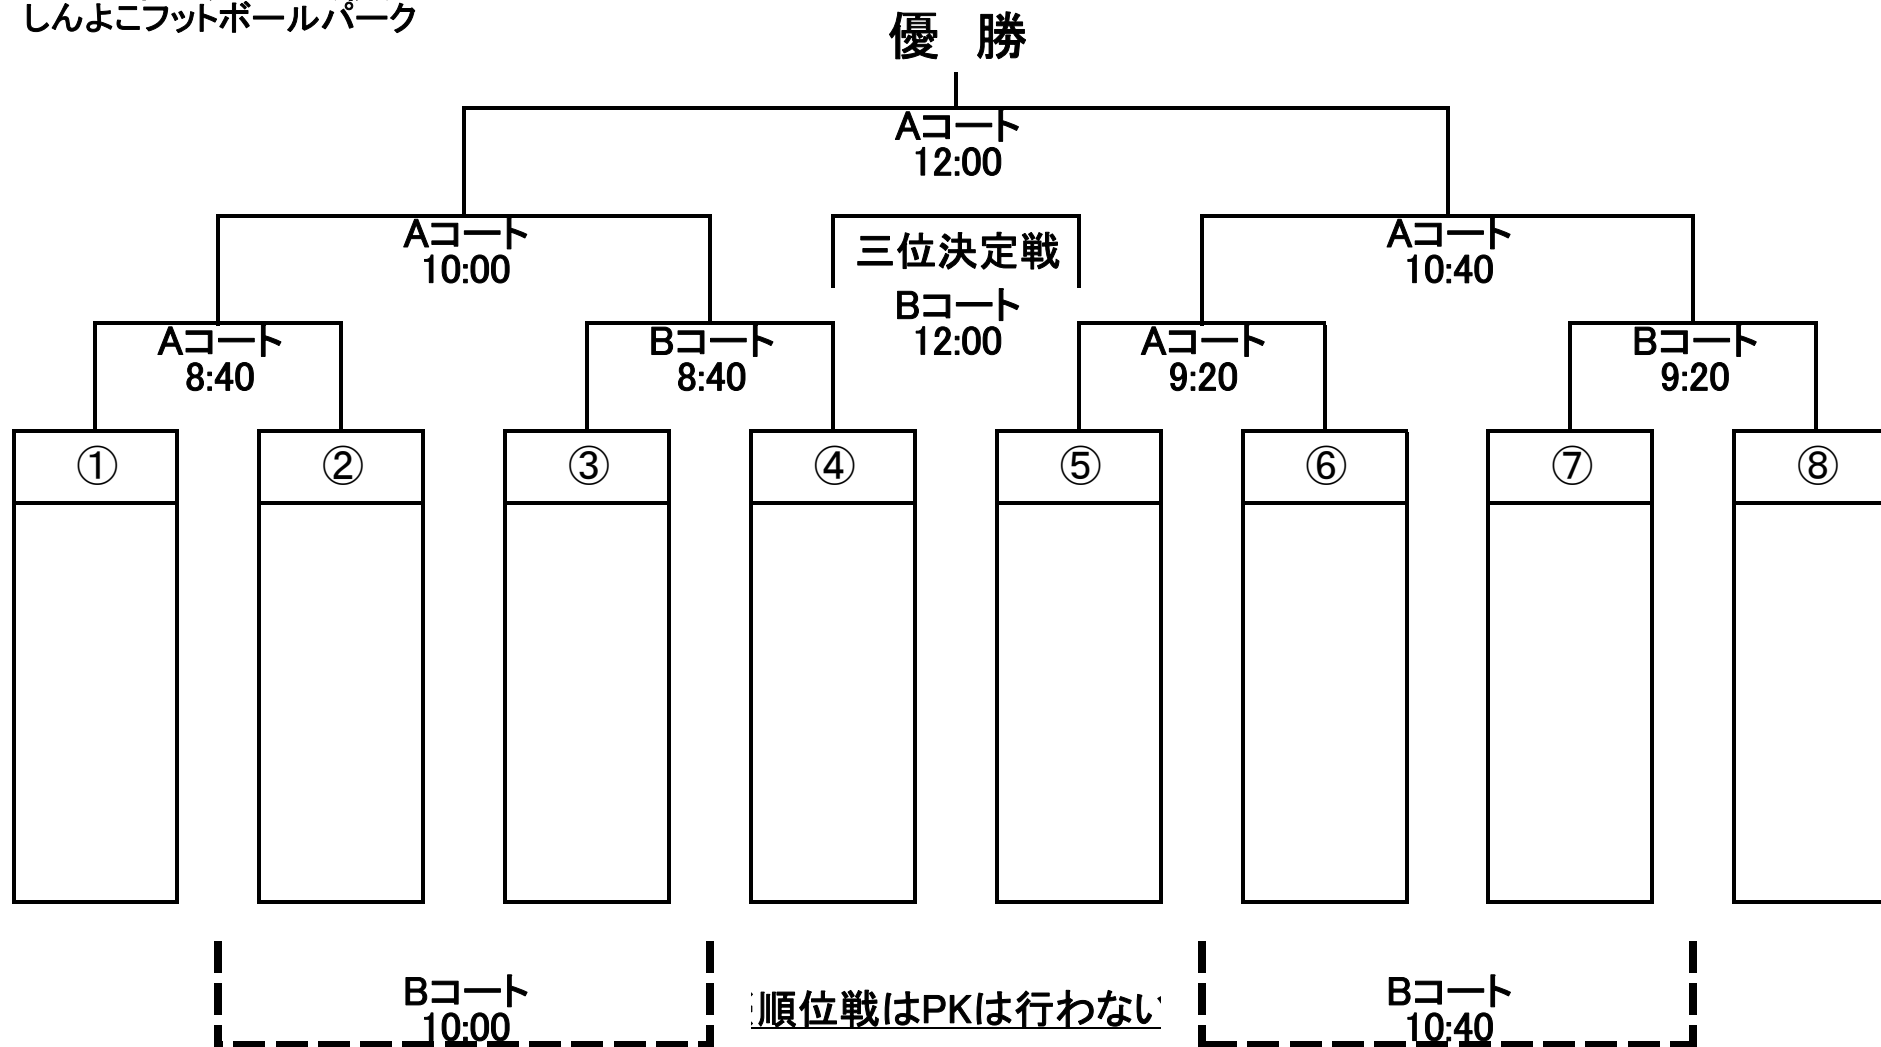 しんよこフットボールパーク
優　勝
Aコート
12:00
Aコート
10:00
三位決定戦
Bコート
12:00
Aコート
10:40
Aコート
8:40
Bコート
8:40
Aコート
9:20
Bコート
9:20
① ② ③ ④ ⑤ ⑥ ⑦ ⑧
Bコート
10:00
順位戦はPKは行わない
Bコート
10:40